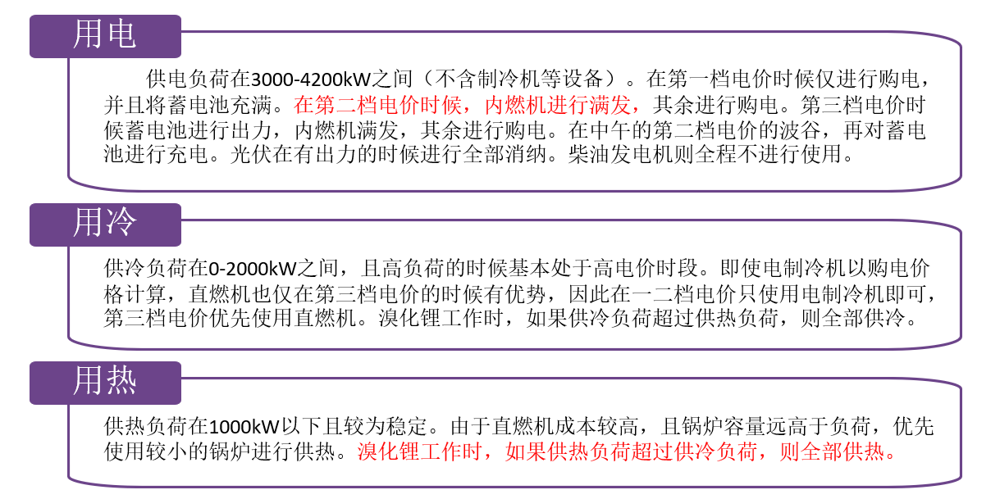 用电
供电负荷在3000-4200kW之间（不含制冷机等设备）。在第一档电价时候仅进行购电，
并且将蓄电池充满。在第二档电价时候，内燃机进行满发，其余进行购电。第三档电价时
候蓄电池进行出力，内燃机满发，其余进行购电。在中午的第二档电价的波谷，再对蓄电
池进行充电。光伏在有出力的时候进行全部消纳。柴油发电机则全程不进行使用。
用冷
供冷负荷在0-2000kW之间，且高负荷的时候基本处于高电价时段。即使电制冷机以购电价
格计算，直燃机也仅在第三档电价的时候有优势，因此在一二档电价只使用电制冷机即可，
第三档电价优先使用直燃机。溴化锂工作时，如果供冷负荷超过供热负荷，则全部供冷。
用热
供热负荷在1000kW以下且较为稳定。由于直燃机成本较高，且锅炉容量远高于负荷，优先
使用较小的锅炉进行供热。溴化锂工作时，如果供热负荷超过供冷负荷，则全部供热。